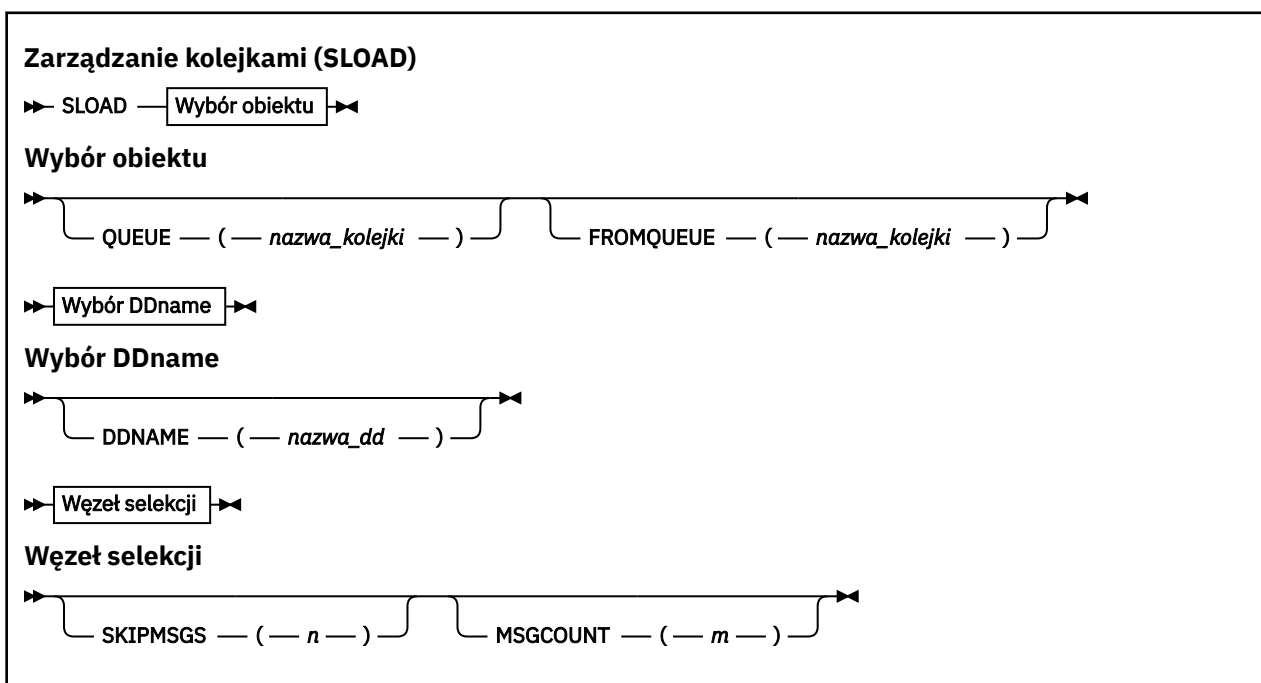 Zarządzanie kolejkami (SLOAD)
SLOAD Wybór obiektu
Wybór obiektu
QUEUE ( nazwa_kolejki ) FROMQUEUE ( nazwa_kolejki )
Wybór DDname
Wybór DDname
DDNAME ( nazwa_dd )
Węzeł selekcji
Węzeł selekcji
SKIPMSGS ( n ) MSGCOUNT ( m )